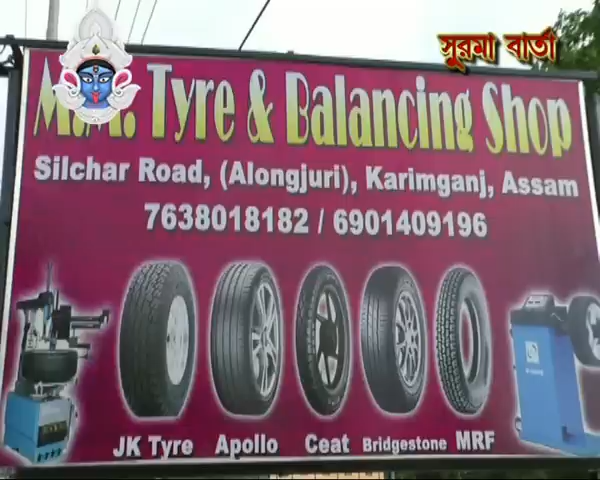 সুরমা বার্তা
M.M. Tyre & Balancing Shop
Silchar Road, (Alongjuri), Karimganj, Assam
7638018182 / 6901409196
JK Tyre Apollo Ceat Bridgestone MRF